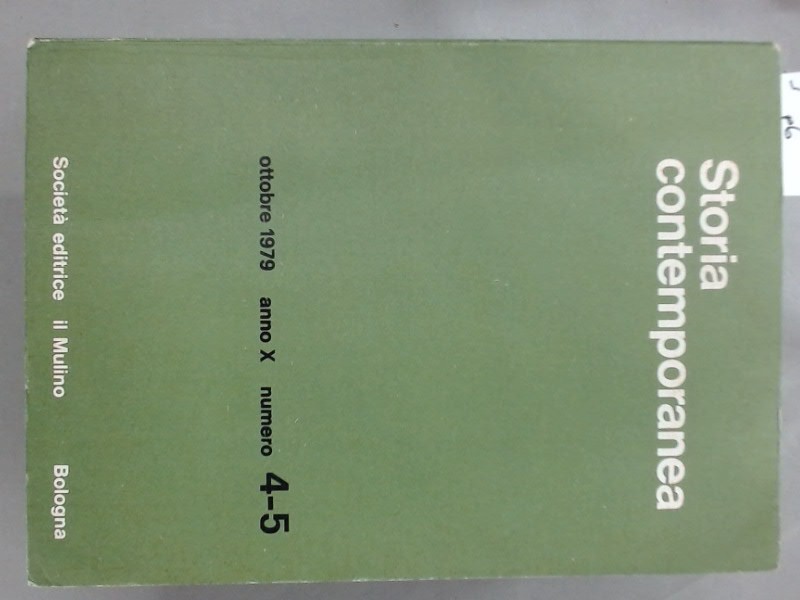 Storia
contemporanea
ottobre 1979 anno X numero 4-5
Società editrice il Mulino Bologna